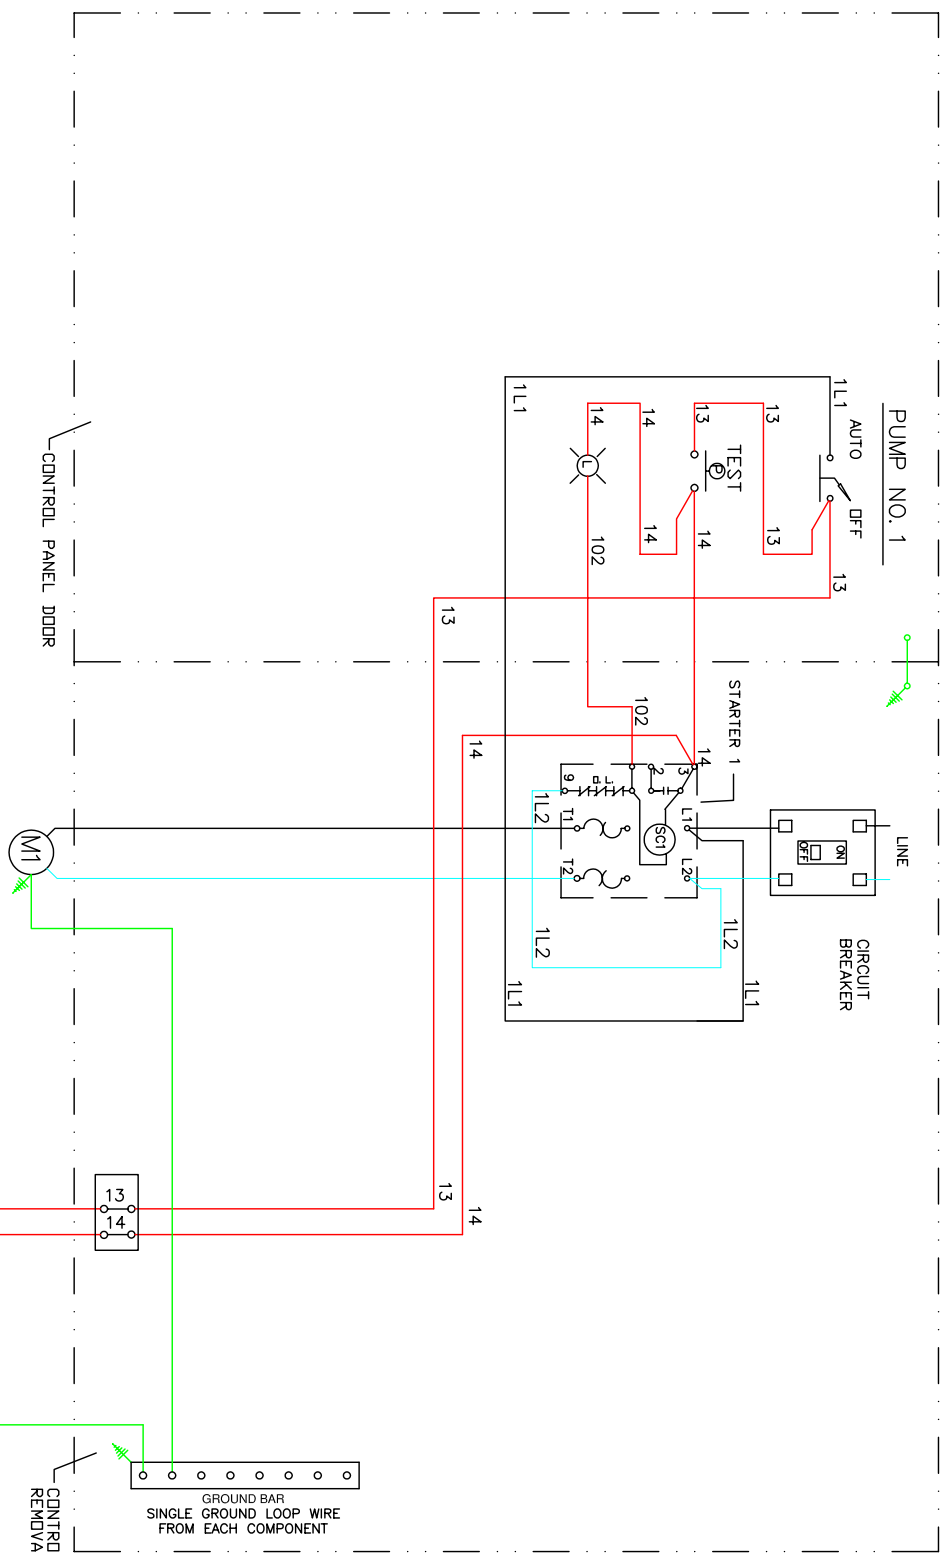 PUMP NO. 1
1L1
AUTO
OFF
13
13
13
13
TEST
P
14
14
14
14
L
102
1L1
13
CONTROL PANEL DOOR
STARTER 1
102
14
14
3
2
9
L1
L2
SC1
T1
T2
1L2
1L2
1L2
1L1
1L1
LINE
ON
OFF
CIRCUIT
BREAKER
M1
13
14
13
14
GROUND BAR
SINGLE GROUND LOOP WIRE
FROM EACH COMPONENT